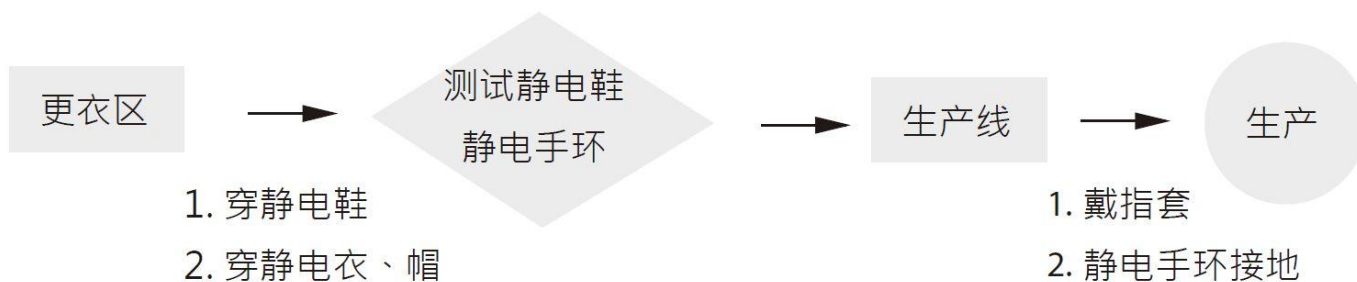 更衣区
1. 穿静电鞋
2. 穿静电衣、帽
测试静电鞋
静电手环
生产线
1. 戴指套
2. 静电手环接地
生产